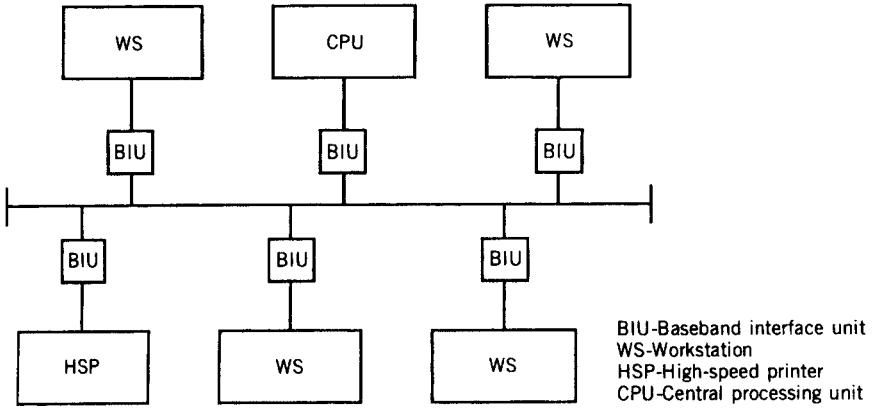 WS
CPU
WS
BIU
BIU
BIU
BIU
BIU
BIU
HSP
WS
WS
BIU-Baseband interface unit
WS-Workstation
HSP-High-speed printer
CPU-Central processing unit